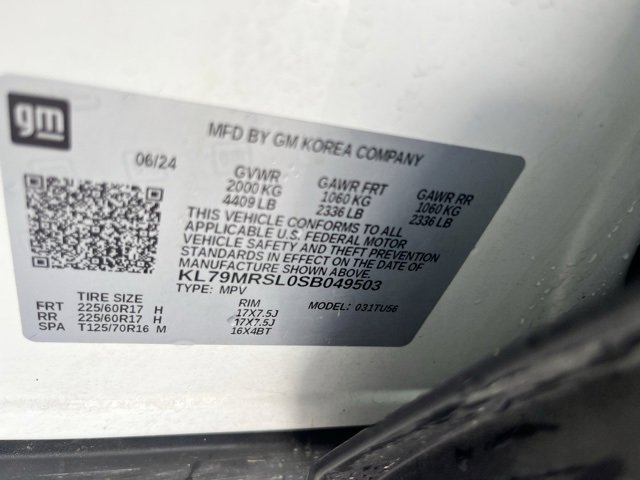 gm
MFD BY GM KOREA COMPANY
06/24
GVWR
2000 KG
4409 LB
GAWR FRT
1060 KG
2336 LB
GAWR RR
1060 KG
2336 LB
THIS VEHICLE CONFORMS TO ALL
APPLICABLE U.S. FEDERAL MOTOR
VEHICLE SAFETY AND THEFT PREVENTION
STANDARDS IN EFFECT ON THE DATE OF
MANUFACTURE SHOWN ABOVE.
KL79MRSL0SB049503
TYPE: MPV
MODEL: 031TU56
TIRE SIZE RIM
FRT 225/60R17 H 17X7.5J
RR 225/60R17 H 17X7.5J
SPA T125/70R16 M 16X4BT